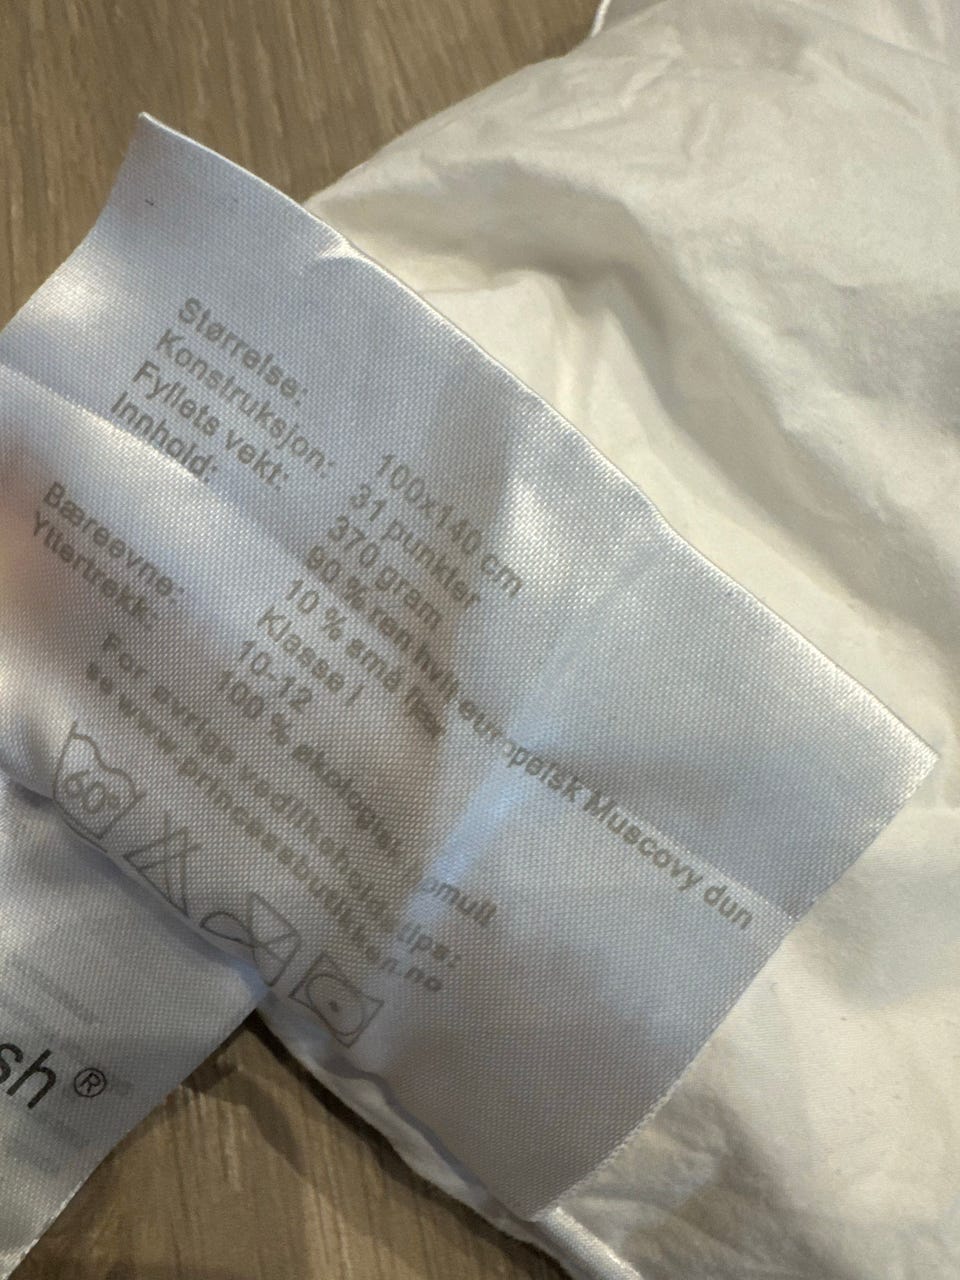 Størrelse: 100x140 cm
Konstruksjon: 31 punkter
Fyllets vekt: 370 gram
Innhold: 90 % ren hvit europeisk Muscovy dun
10 % små fjær
Klasse I
Bæreevne: 10-12
Yttertrekk: 100 % økologisk bomull
For øvrige vedlikeholdstips:
se www.princessbutikken.no
60°
sh®